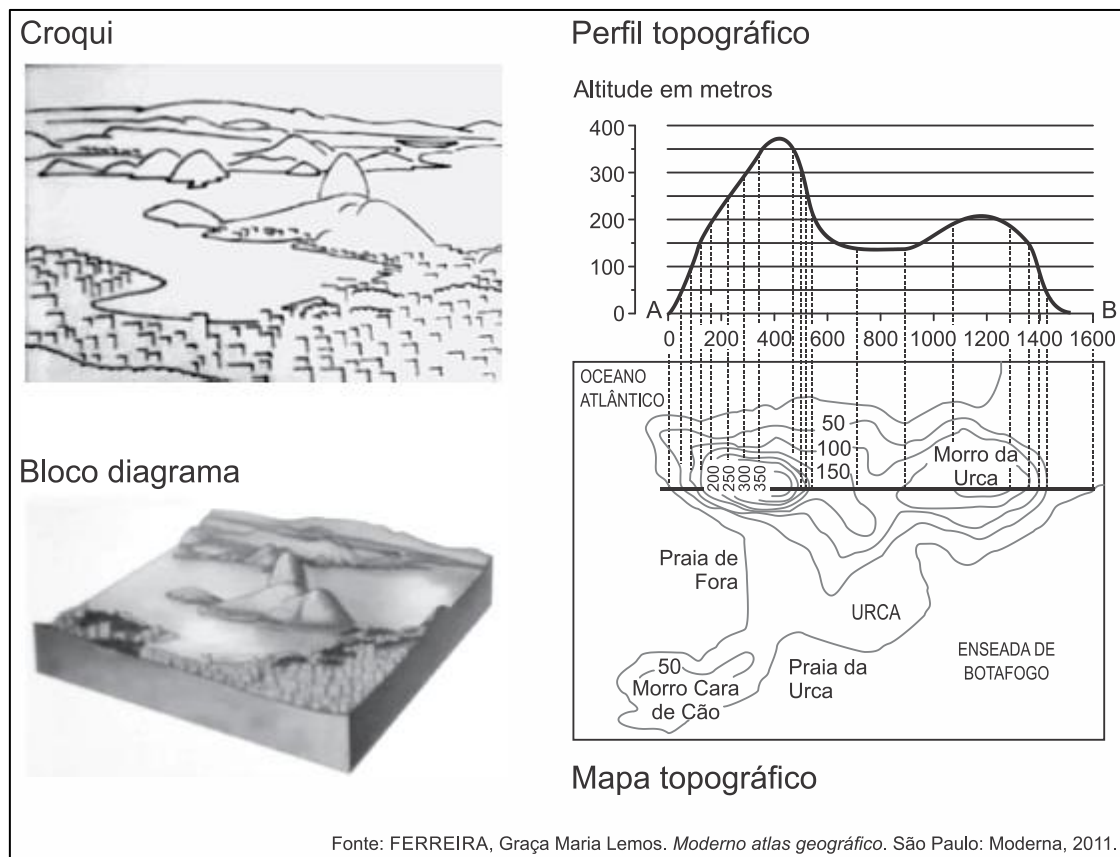 Croqui
Perfil topográfico
Altitude em metros
400
300
200
100
0
A
B
0 200 400 600 800 1000 1200 1400 1600
OCEANO
ATLÂNTICO
50
100
150
200
250
300
350
Morro da
Urca
Praia de
Fora
URCA
ENSEADA DE
BOTAFOGO
50
Morro Cara
de Cão
Praia da
Urca
Bloco diagrama
Mapa topográfico
Fonte: FERREIRA, Graça Maria Lemos. Moderno atlas geográfico. São Paulo: Moderna, 2011.